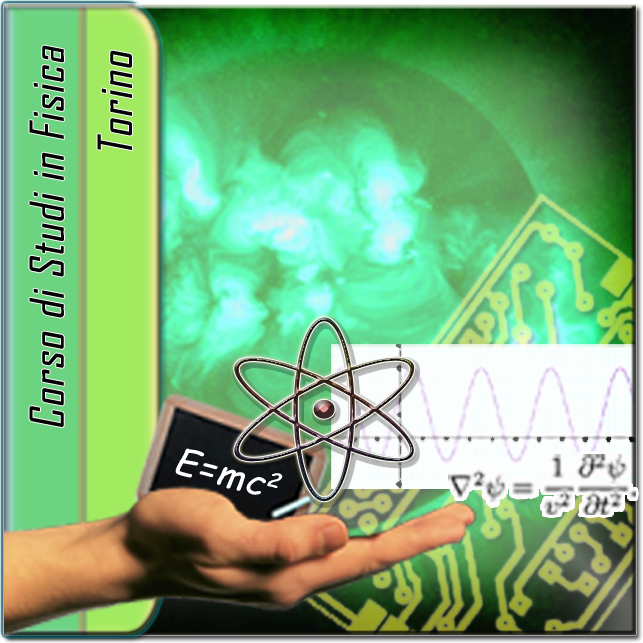 Corso di Studi in Fisica
Torino
E=mc²
∇²ψ = 1/v² ∂²ψ/∂t²